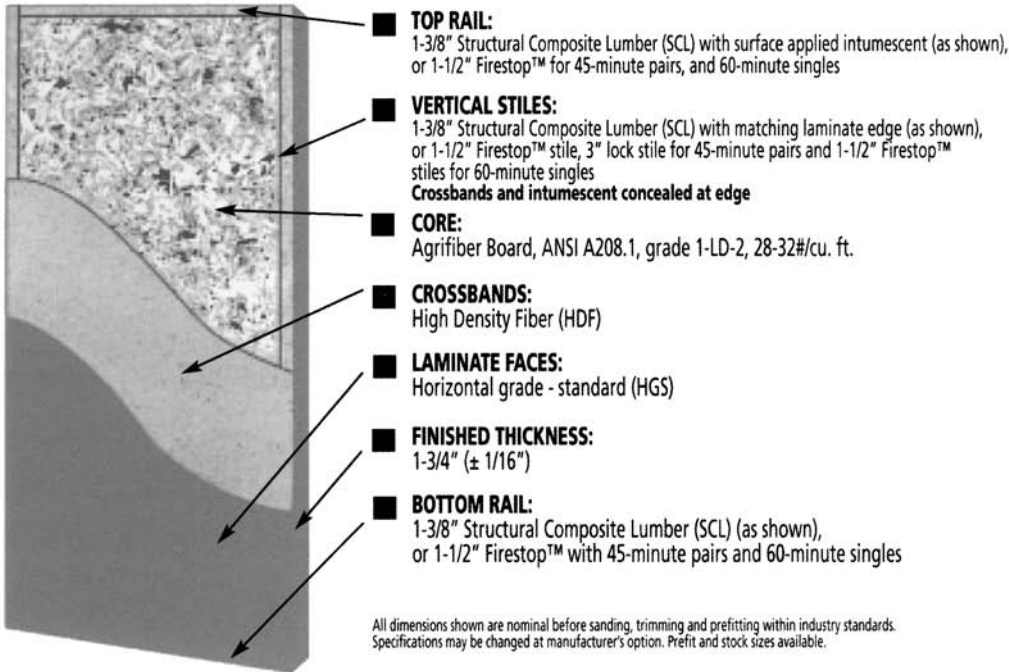 TOP RAIL:
1-3/8" Structural Composite Lumber (SCL) with surface applied intumescent (as shown),
or 1-1/2" Firestop™ for 45-minute pairs, and 60-minute singles
VERTICAL STILES:
1-3/8" Structural Composite Lumber (SCL) with matching laminate edge (as shown),
or 1-1/2" Firestop™ stile, 3" lock stile for 45-minute pairs and 1-1/2" Firestop™
stiles for 60-minute singles
Crossbands and intumescent concealed at edge
CORE:
Agrifiber Board, ANSI A208.1, grade 1-LD-2, 28-32#/cu. ft.
CROSSBANDS:
High Density Fiber (HDF)
LAMINATE FACES:
Horizontal grade - standard (HGS)
FINISHED THICKNESS:
1-3/4" (± 1/16")
BOTTOM RAIL:
1-3/8" Structural Composite Lumber (SCL) (as shown),
or 1-1/2" Firestop™ with 45-minute pairs and 60-minute singles
All dimensions shown are nominal before sanding, trimming and prefitting within industry standards.
Specifications may be changed at manufacturer's option. Prefit and stock sizes available.